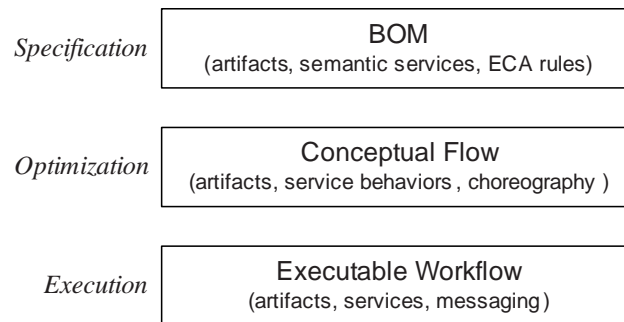 Specification
BOM
(artifacts, semantic services, ECA rules)
Optimization
Conceptual Flow
(artifacts, service behaviors , choreography )
Execution
Executable Workflow
(artifacts, services, messaging)